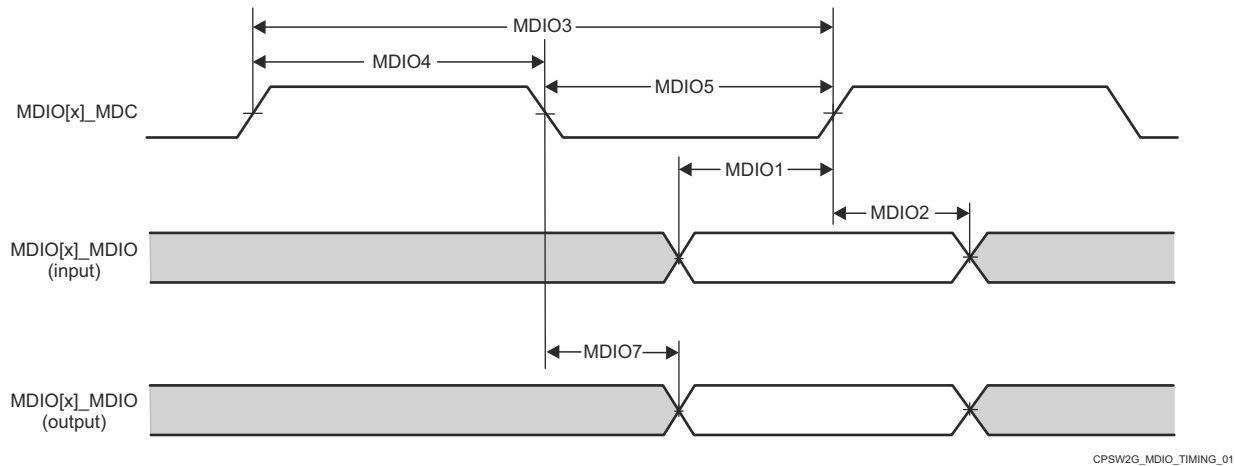 MDIO3
MDIO4
MDIO5
MDIO[x]_MDC
MDIO1
MDIO2
MDIO[x]_MDIO
(input)
MDIO7
MDIO[x]_MDIO
(output)
CPSW2G_MDIO_TIMING_01